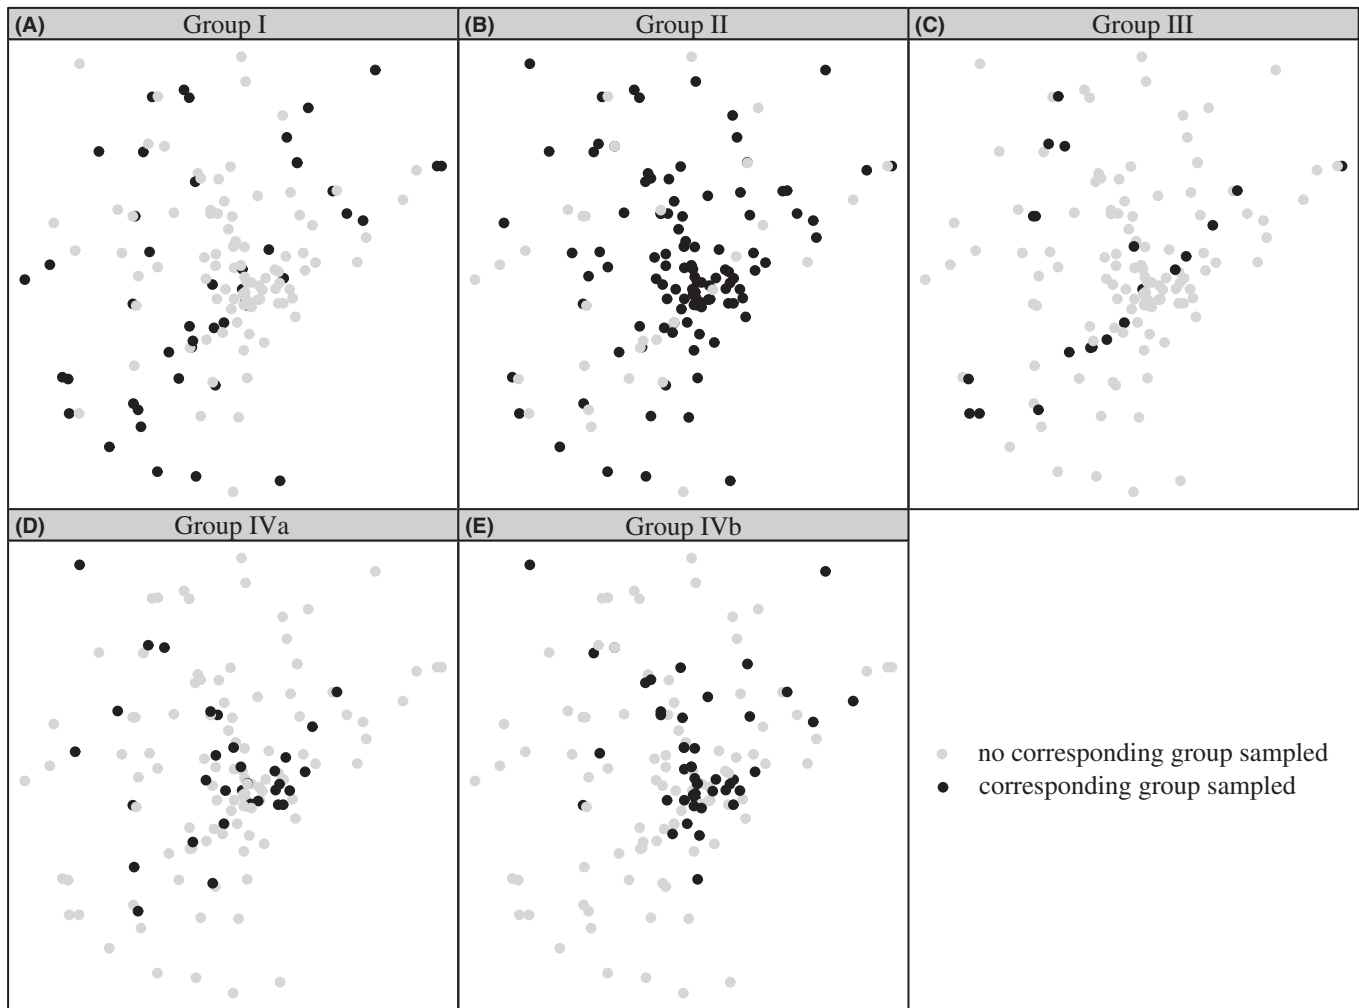 (A) Group I
(B) Group II
(C) Group III
(D) Group IVa
(E) Group IVb
no corresponding group sampled
corresponding group sampled